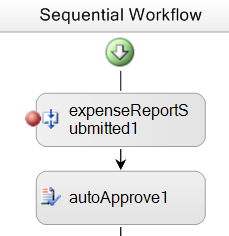 Sequential Workflow
expenseReportS
ubmitted1
autoApprove1